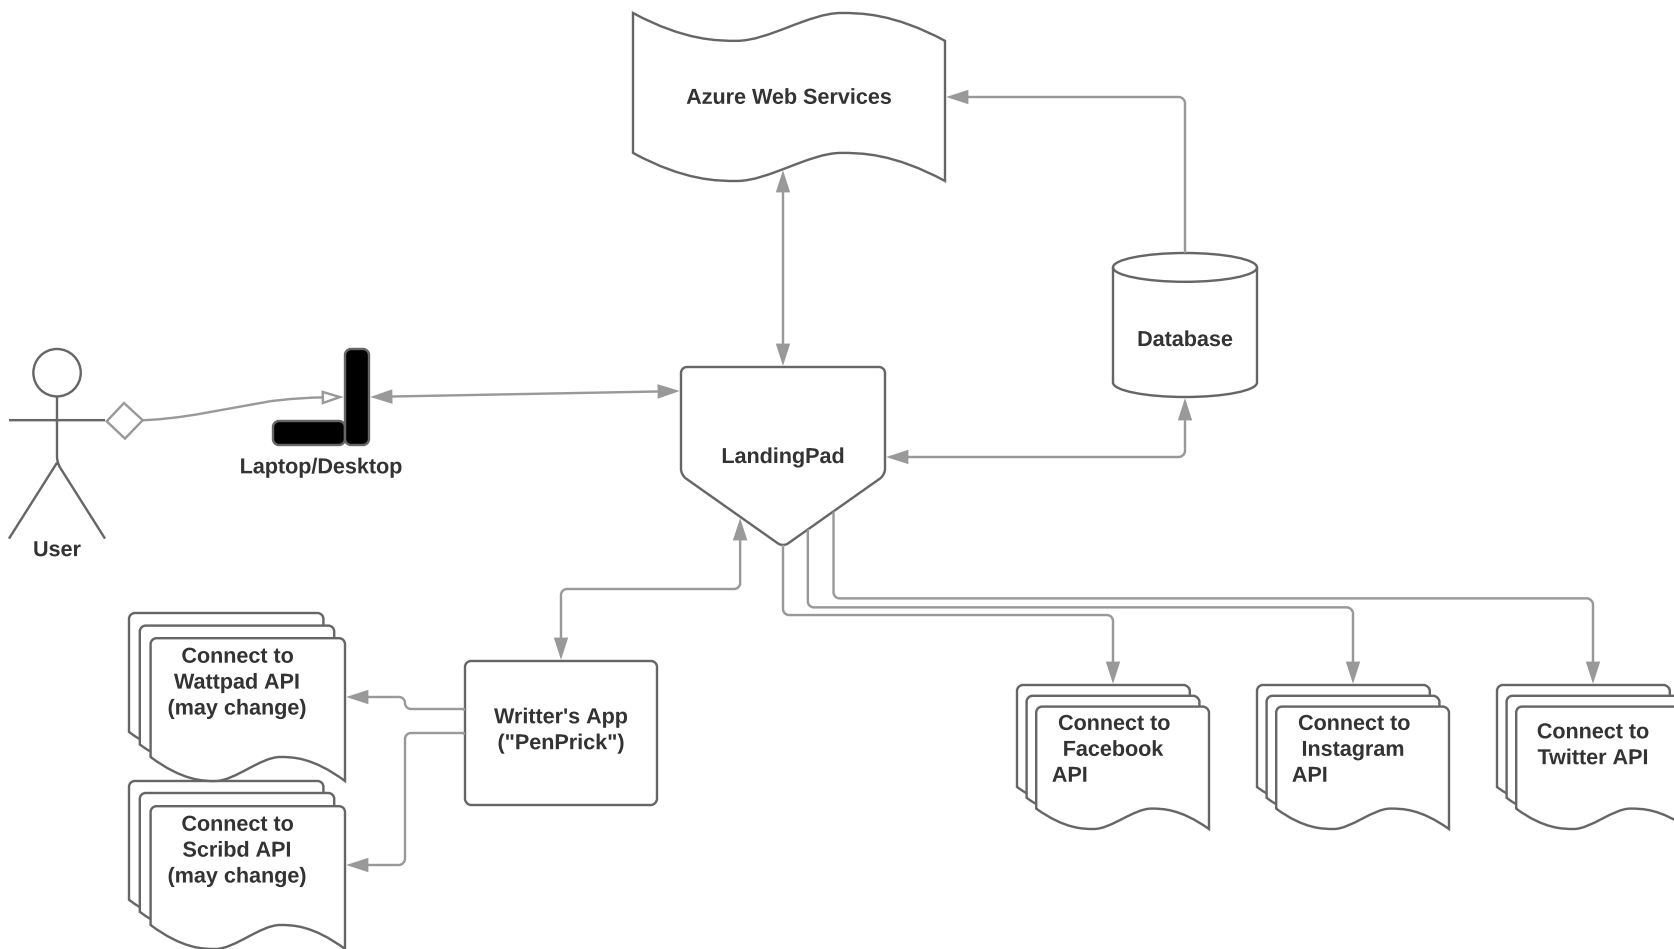 Azure Web Services
Database
LandingPad
Laptop/Desktop
User
Connect to
Wattpad API
(may change)
Writter's App
("PenPrick")
Connect to
Scribd API
(may change)
Connect to
Facebook
API
Connect to
Instagram
API
Connect to
Twitter API